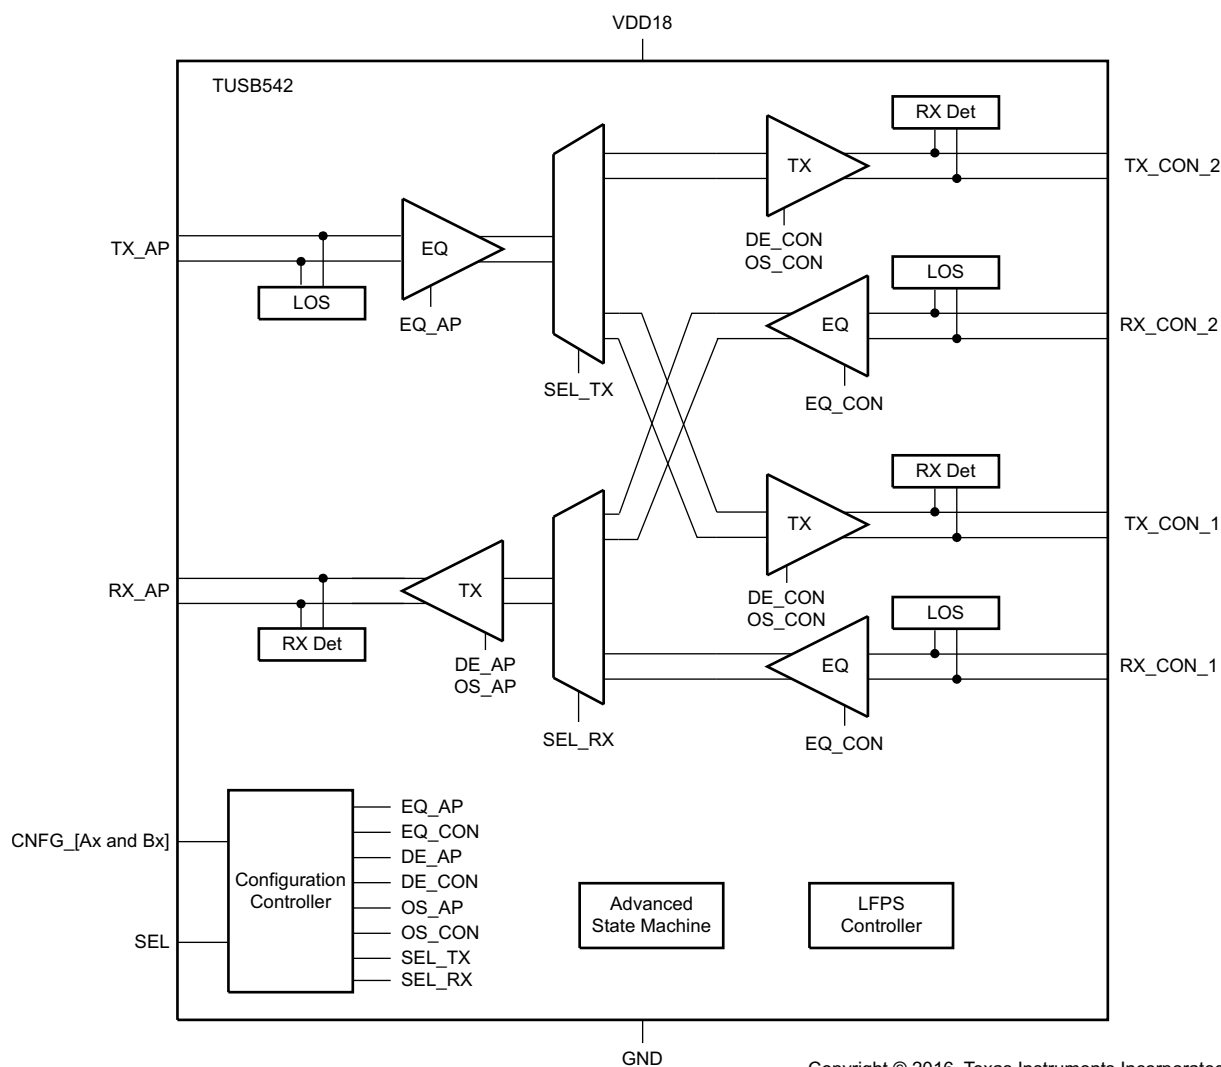 VDD18
TUSB542
RX Det
TX
TX_CON_2
DE_CON
OS_CON
TX_AP
EQ
LOS
EQ_AP
SEL_TX
LOS
EQ
RX_CON_2
EQ_CON
RX Det
TX
TX_CON_1
DE_CON
OS_CON
RX_AP
TX
RX Det
DE_AP
OS_AP
SEL_RX
LOS
EQ
RX_CON_1
EQ_CON
CNFG_[Ax and Bx]
SEL
Configuration
Controller
EQ_AP
EQ_CON
DE_AP
DE_CON
OS_AP
OS_CON
SEL_TX
SEL_RX
Advanced
State Machine
LFPS
Controller
GND
Copyright © 2016, Texas Instruments Incorporated